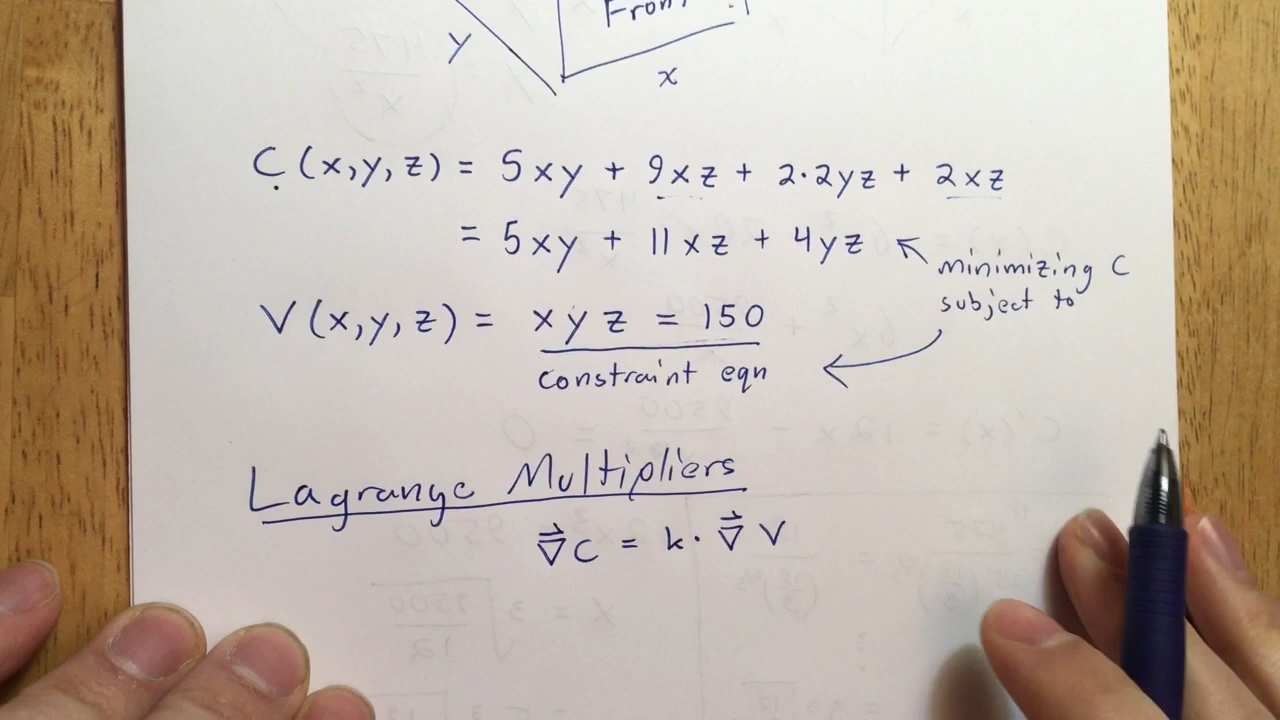 Front
y
x
C(x,y,z) = 5xy + 9xz + 2·2yz + 2xz
= 5xy + 11xz + 4yz
minimizing C
subject to
V(x,y,z) = xyz = 150
constraint eqn
Lagrange Multipliers
∇⃗C = k·∇⃗V